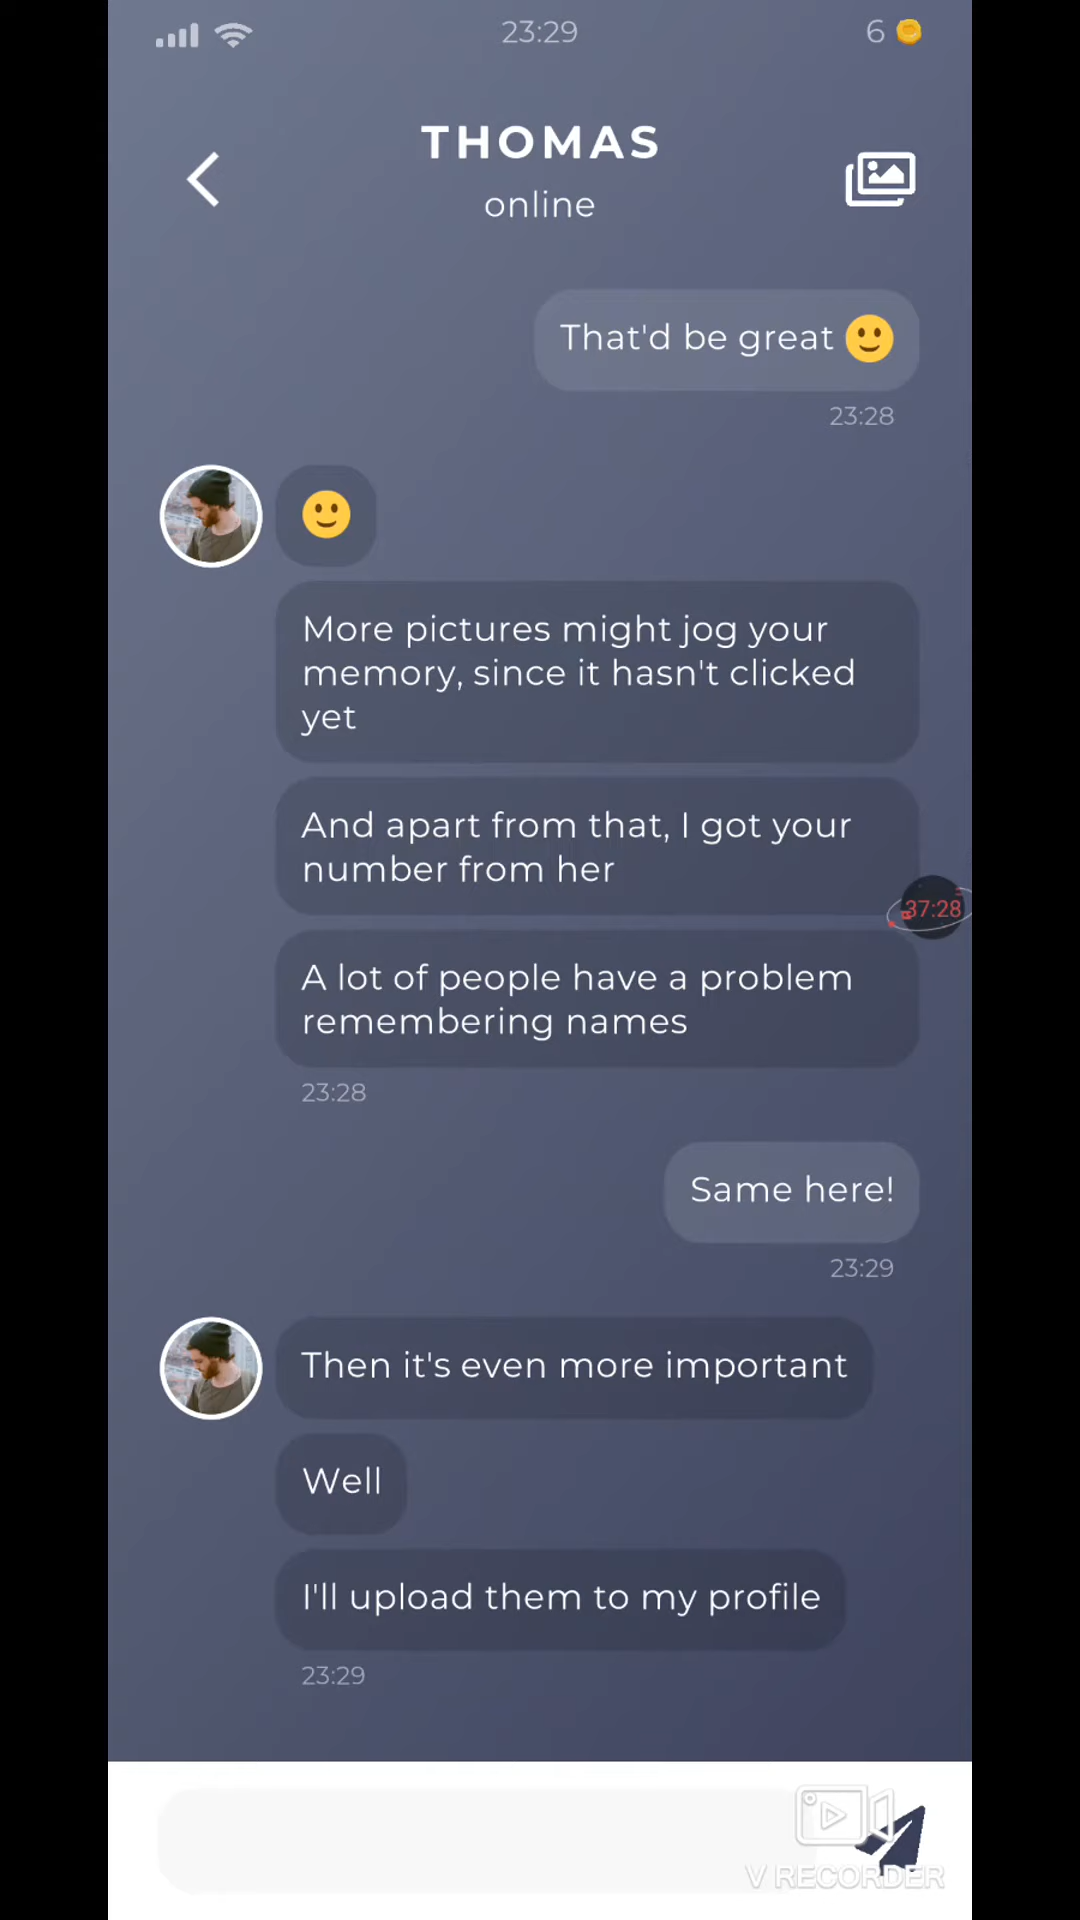 23:29
6
THOMAS
online
That'd be great
23:28
More pictures might jog your
memory, since it hasn't clicked
yet
And apart from that, I got your
number from her
37:28
A lot of people have a problem
remembering names
23:28
Same here!
23:29
Then it's even more important
Well
I'll upload them to my profile
23:29
V RECORDER